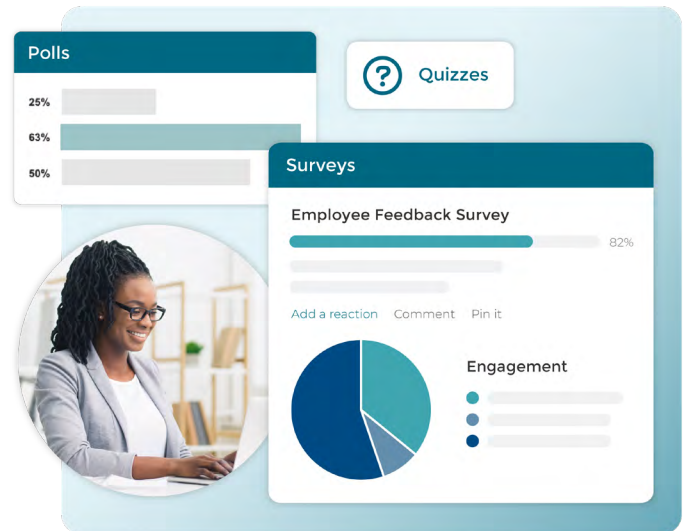 Polls
25%
63%
50%
Quizzes
Surveys
Employee Feedback Survey
82%
Add a reaction Comment Pin it
Engagement